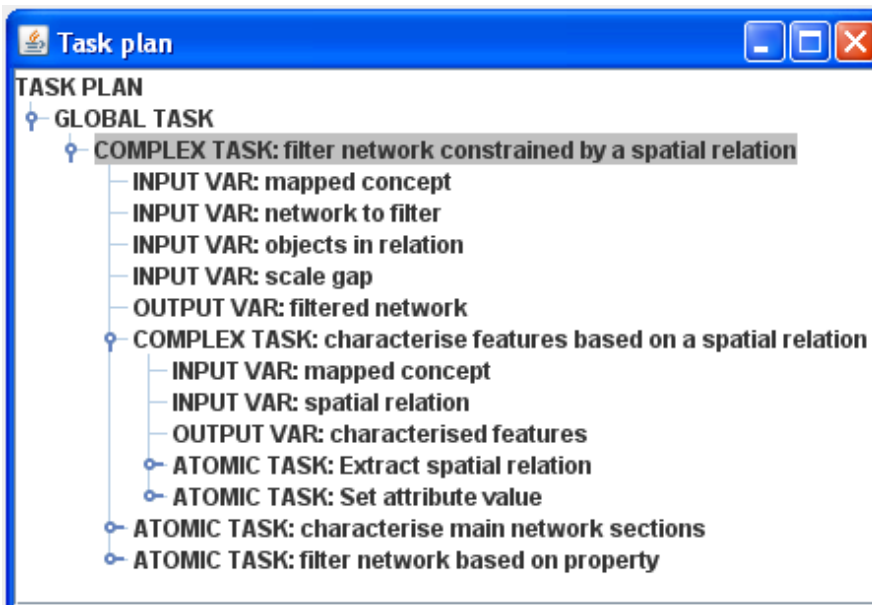 Task plan
TASK PLAN
GLOBAL TASK
COMPLEX TASK: filter network constrained by a spatial relation
INPUT VAR: mapped concept
INPUT VAR: network to filter
INPUT VAR: objects in relation
INPUT VAR: scale gap
OUTPUT VAR: filtered network
COMPLEX TASK: characterise features based on a spatial relation
INPUT VAR: mapped concept
INPUT VAR: spatial relation
OUTPUT VAR: characterised features
ATOMIC TASK: Extract spatial relation
ATOMIC TASK: Set attribute value
ATOMIC TASK: characterise main network sections
ATOMIC TASK: filter network based on property